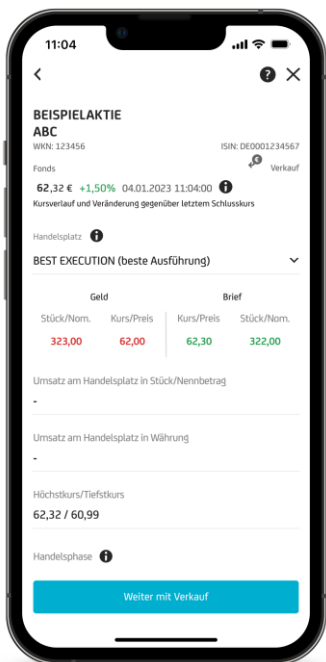 11:04
BEISPIELAKTIE
ABC
WKN: 123456 ISIN: DE0001234567
Fonds Verkauf
62,32 € +1,50% 04.01.2023 11:04:00
Kursverlauf und Veränderung gegenüber letztem Schlusskurs
Handelsplatz
BEST EXECUTION (beste Ausführung)
Geld Brief
Stück/Nom. Kurs/Preis Kurs/Preis Stück/Nom.
323,00 62,00 62,30 322,00
Umsatz am Handelsplatz in Stück/Nennbetrag
-
Umsatz am Handelsplatz in Währung
-
Höchstkurs/Tiefstkurs
62,32 / 60,99
Handelsphase
Weiter mit Verkauf